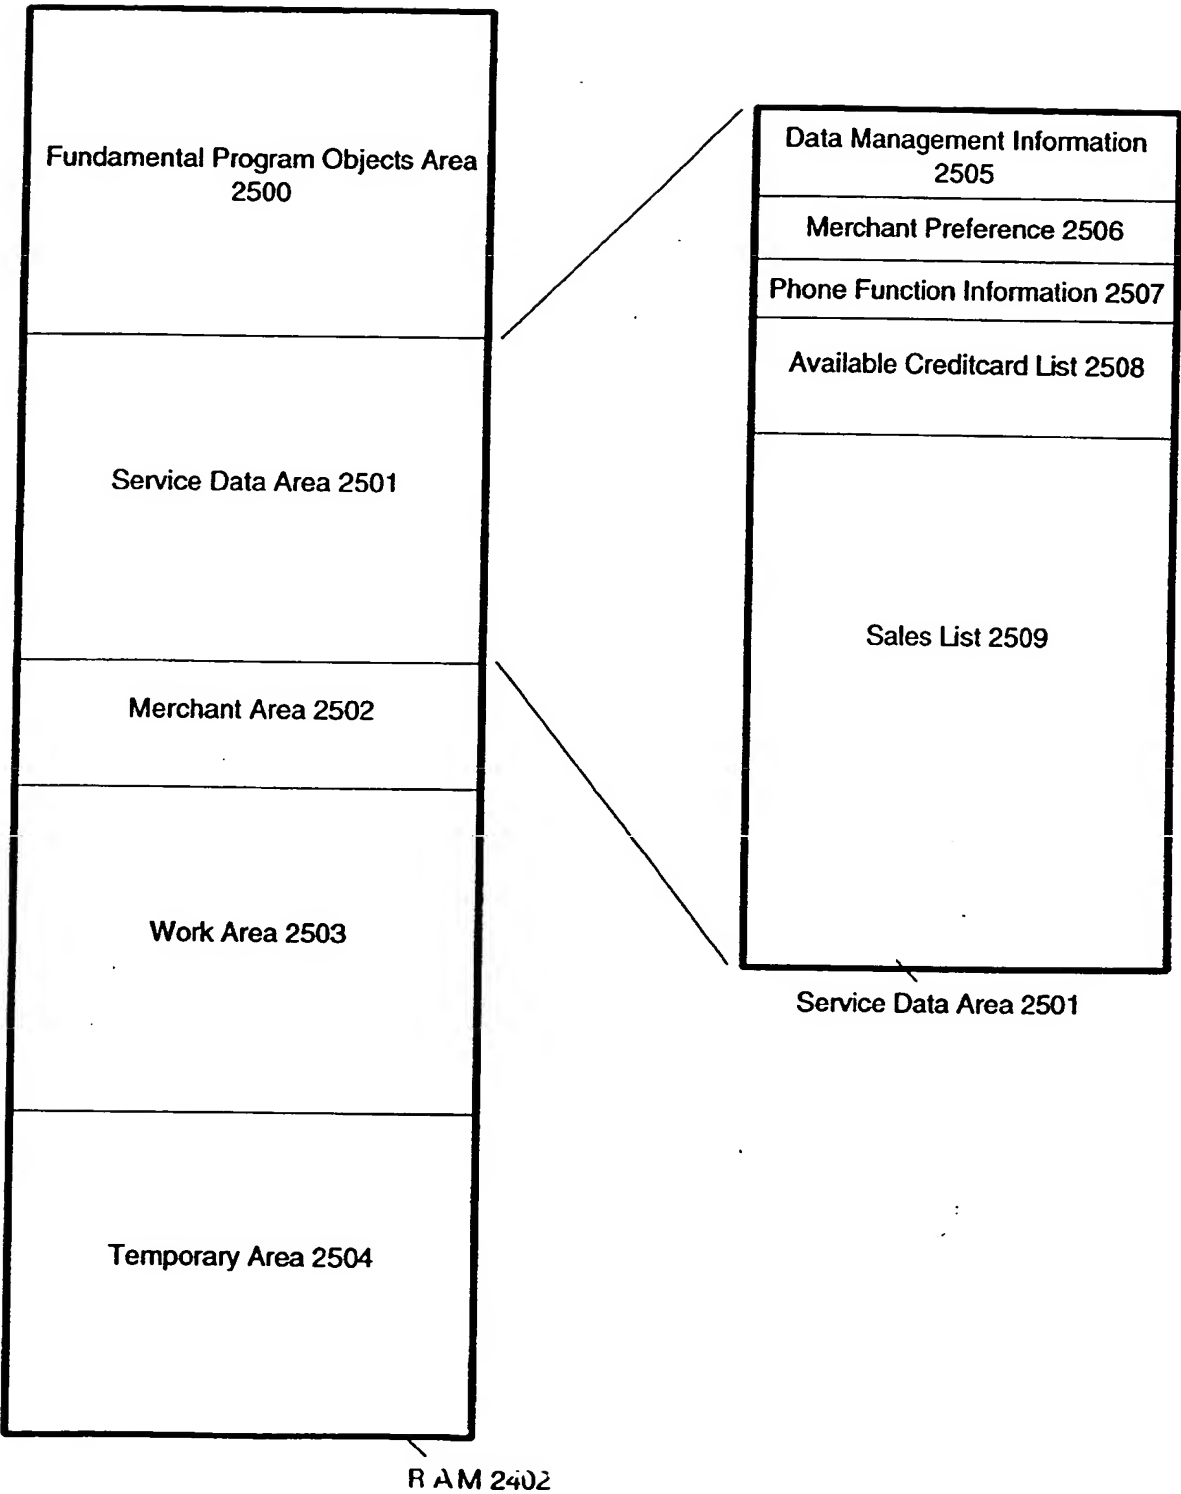 Fundamental Program Objects Area
2500
Service Data Area 2501
Merchant Area 2502
Work Area 2503
Temporary Area 2504
RAM 2402
Data Management Information
2505
Merchant Preference 2506
Phone Function Information 2507
Available Creditcard List 2508
Sales List 2509
Service Data Area 2501